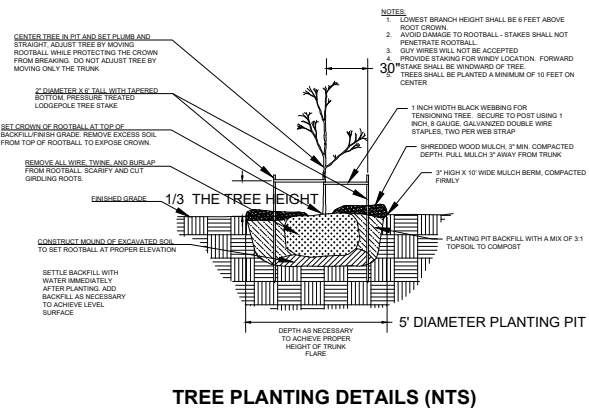 NOTES:
1. LOWEST BRANCH HEIGHT SHALL BE 6 FEET ABOVE
ROOT CROWN.
2. AVOID DAMAGE TO ROOTBALL - STAKES SHALL NOT
PENETRATE ROOTBALL.
3. GUY WIRES WILL NOT BE ACCEPTED
4. PROVIDE STAKING FOR WINDY LOCATION. FORWARD
STAKE SHALL BE WINDWARD OF TREE.
5. TREES SHALL BE PLANTED A MINIMUM OF 10 FEET ON
CENTER
CENTER TREE IN PIT AND SET PLUMB AND
STRAIGHT, ADJUST TREE BY MOVING
ROOTBALL WHILE PROTECTING THE CROWN
FROM BREAKING. DO NOT ADJUST TREE BY
MOVING ONLY THE TRUNK
30"
2" DIAMETER X 6' TALL WITH TAPERED
BOTTOM, PRESSURE TREATED
LODGEPOLE TREE STAKE
1 INCH WIDTH BLACK WEBBING FOR
TENSIONING TREE. SECURE TO POST USING 1
INCH, 8 GAUGE, GALVANIZED DOUBLE WIRE
STAPLES, TWO PER WEB STRAP
SET CROWN OF ROOTBALL AT TOP OF
BACKFILL/FINISH GRADE. REMOVE EXCESS SOIL
FROM TOP OF ROOTBALL TO EXPOSE CROWN.
SHREDDED WOOD MULCH, 3" MIN. COMPACTED
DEPTH. PULL MULCH 3" AWAY FROM TRUNK
REMOVE ALL WIRE, TWINE, AND BURLAP
FROM ROOTBALL. SCARIFY AND CUT
GIRDLING ROOTS.
3" HIGH X 10' WIDE MULCH BERM, COMPACTED
FIRMLY
FINISHED GRADE
1/3 THE TREE HEIGHT
CONSTRUCT MOUND OF EXCAVATED SOIL
TO SET ROOTBALL AT PROPER ELEVATION
PLANTING PIT BACKFILL WITH A MIX OF 3:1
TOPSOIL TO COMPOST
SETTLE BACKFILL WITH
WATER IMMEDIATELY
AFTER PLANTING. ADD
BACKFILL AS NECESSARY
TO ACHIEVE LEVEL
SURFACE
5' DIAMETER PLANTING PIT
DEPTH AS NECESSARY
TO ACHIEVE PROPER
HEIGHT OF TRUNK
FLARE
TREE PLANTING DETAILS (NTS)